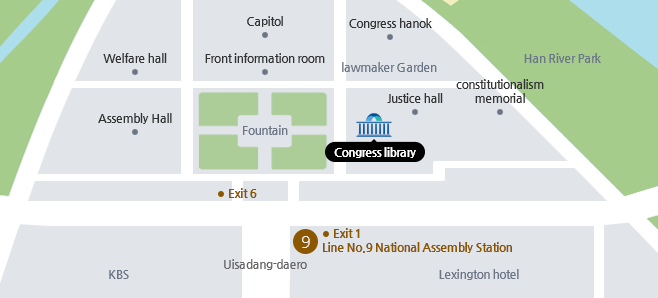 Capitol
Congress hanok
Welfare hall
Front information room
lawmaker Garden
Han River Park
constitutionalism
memorial
Justice hall
Assembly Hall
Fountain
Congress library
Exit 6
9
Exit 1
Line No.9 National Assembly Station
Uisadang-daero
KBS
Lexington hotel